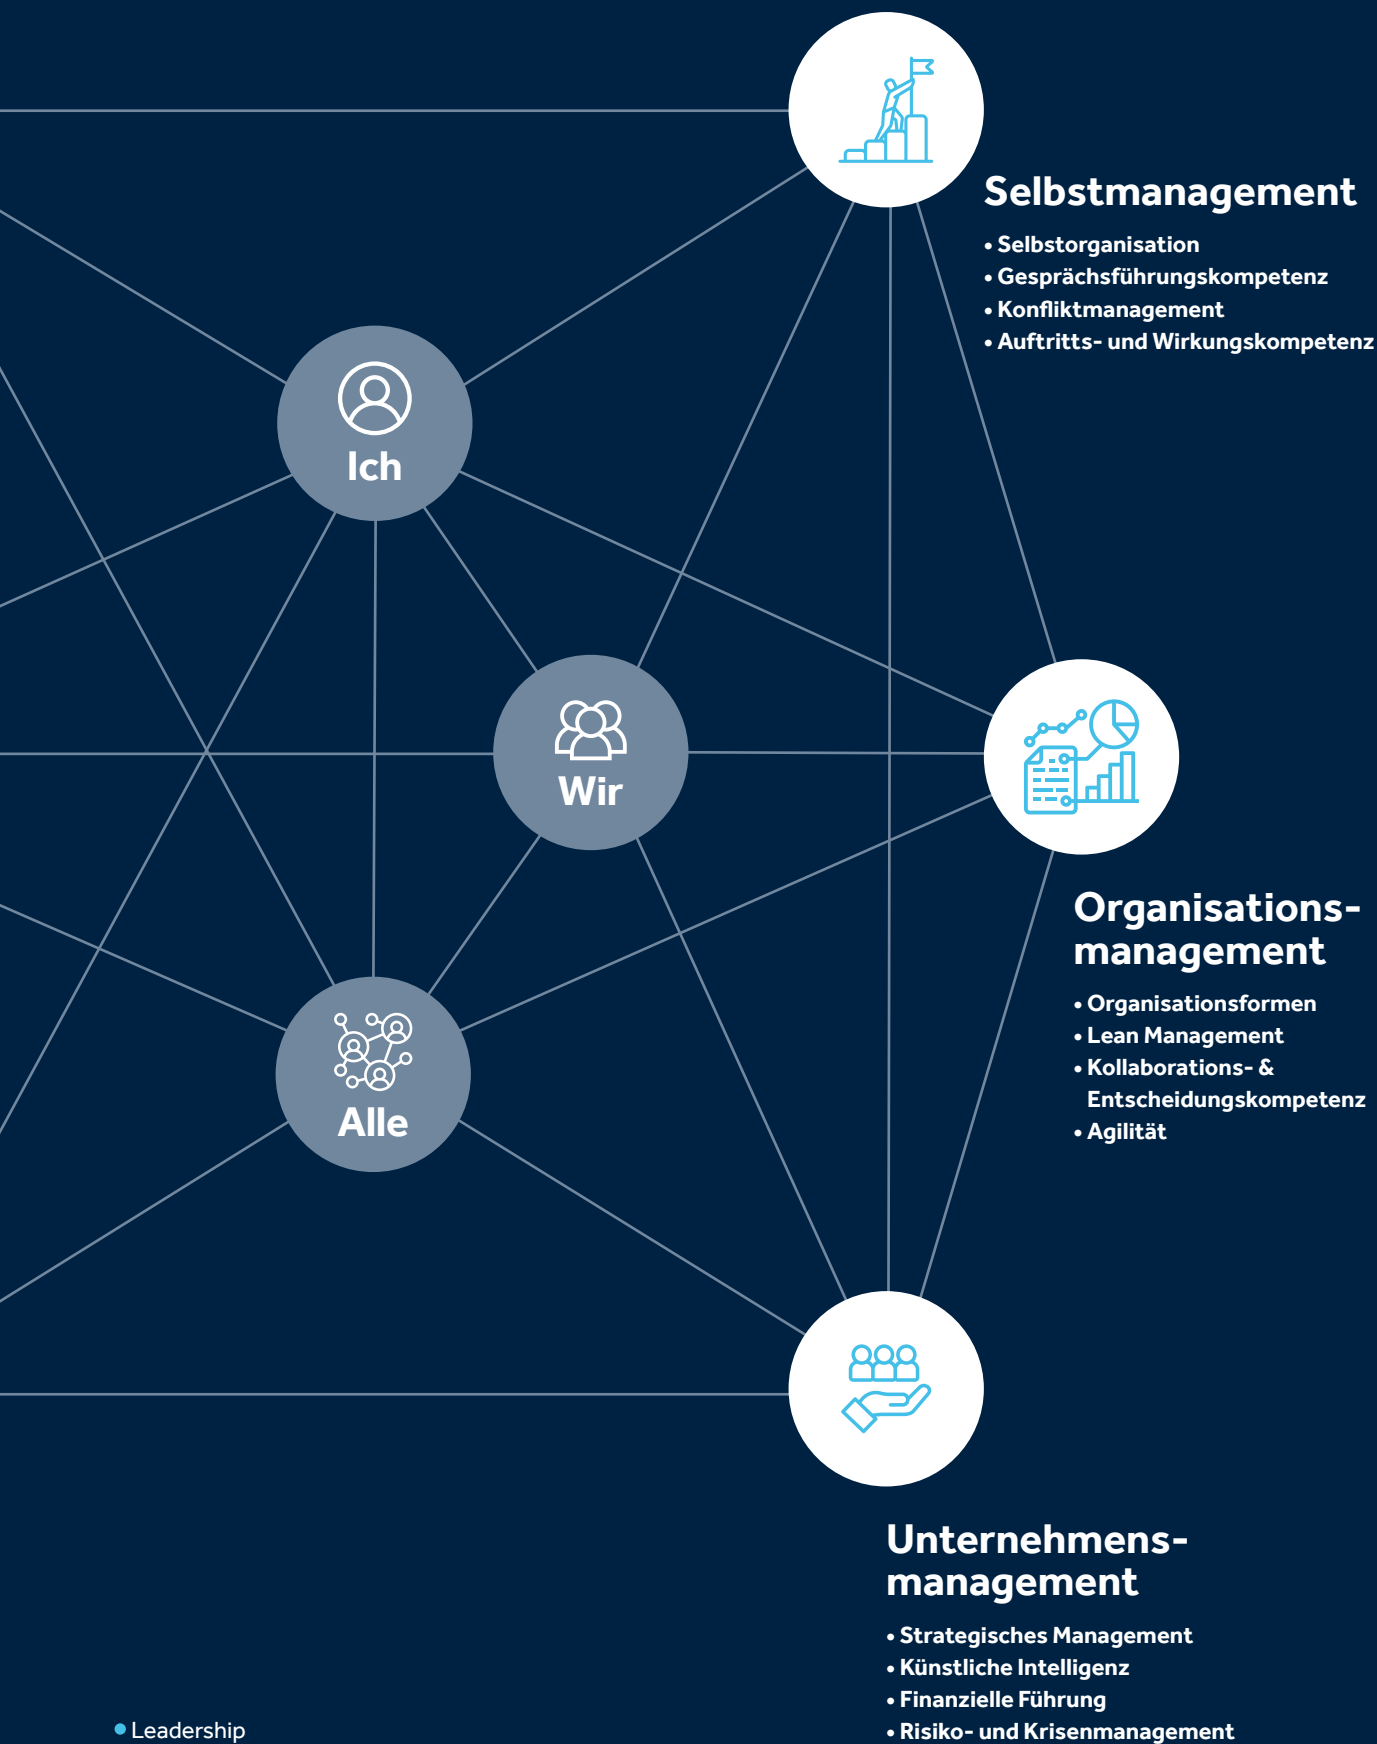 Selbstmanagement
• Selbstorganisation
• Gesprächsführungskompetenz
• Konfliktmanagement
• Auftritts- und Wirkungskompetenz
Ich
Wir
Organisations-
management
• Organisationsformen
• Lean Management
• Kollaborations- &
Entscheidungskompetenz
• Agilität
Alle
Unternehmens-
management
• Strategisches Management
• Künstliche Intelligenz
• Finanzielle Führung
• Risiko- und Krisenmanagement
• Leadership